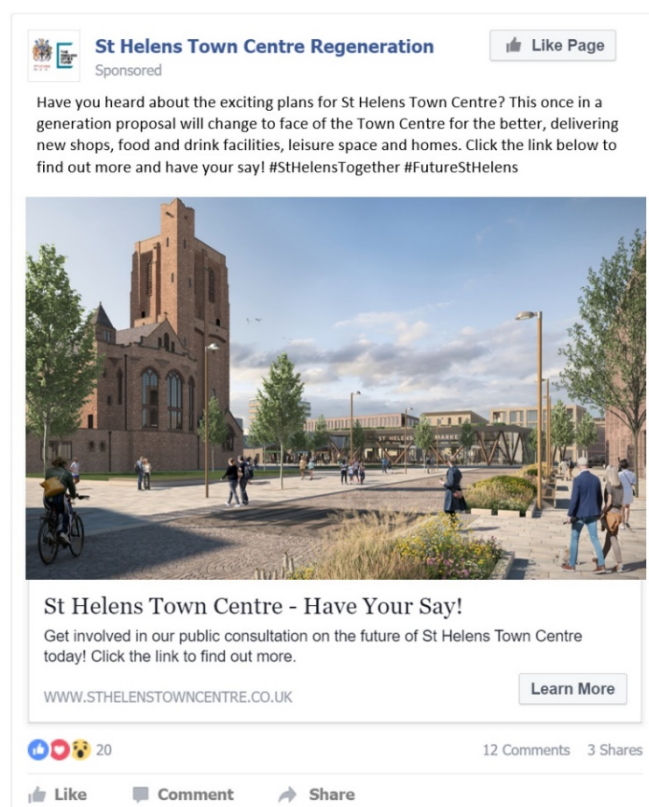 St Helens Town Centre Regeneration
Like Page
Sponsored
Have you heard about the exciting plans for St Helens Town Centre? This once in a
generation proposal will change to face of the Town Centre for the better, delivering
new shops, food and drink facilities, leisure space and homes. Click the link below to
find out more and have your say! #StHelensTogether #FutureStHelens
ST HELENS MARKE
St Helens Town Centre - Have Your Say!
Get involved in our public consultation on the future of St Helens Town Centre
today! Click the link to find out more.
WWW.STHELENSTOWNCENTRE.CO.UK
Learn More
20
12 Comments 3 Shares
Like Comment Share